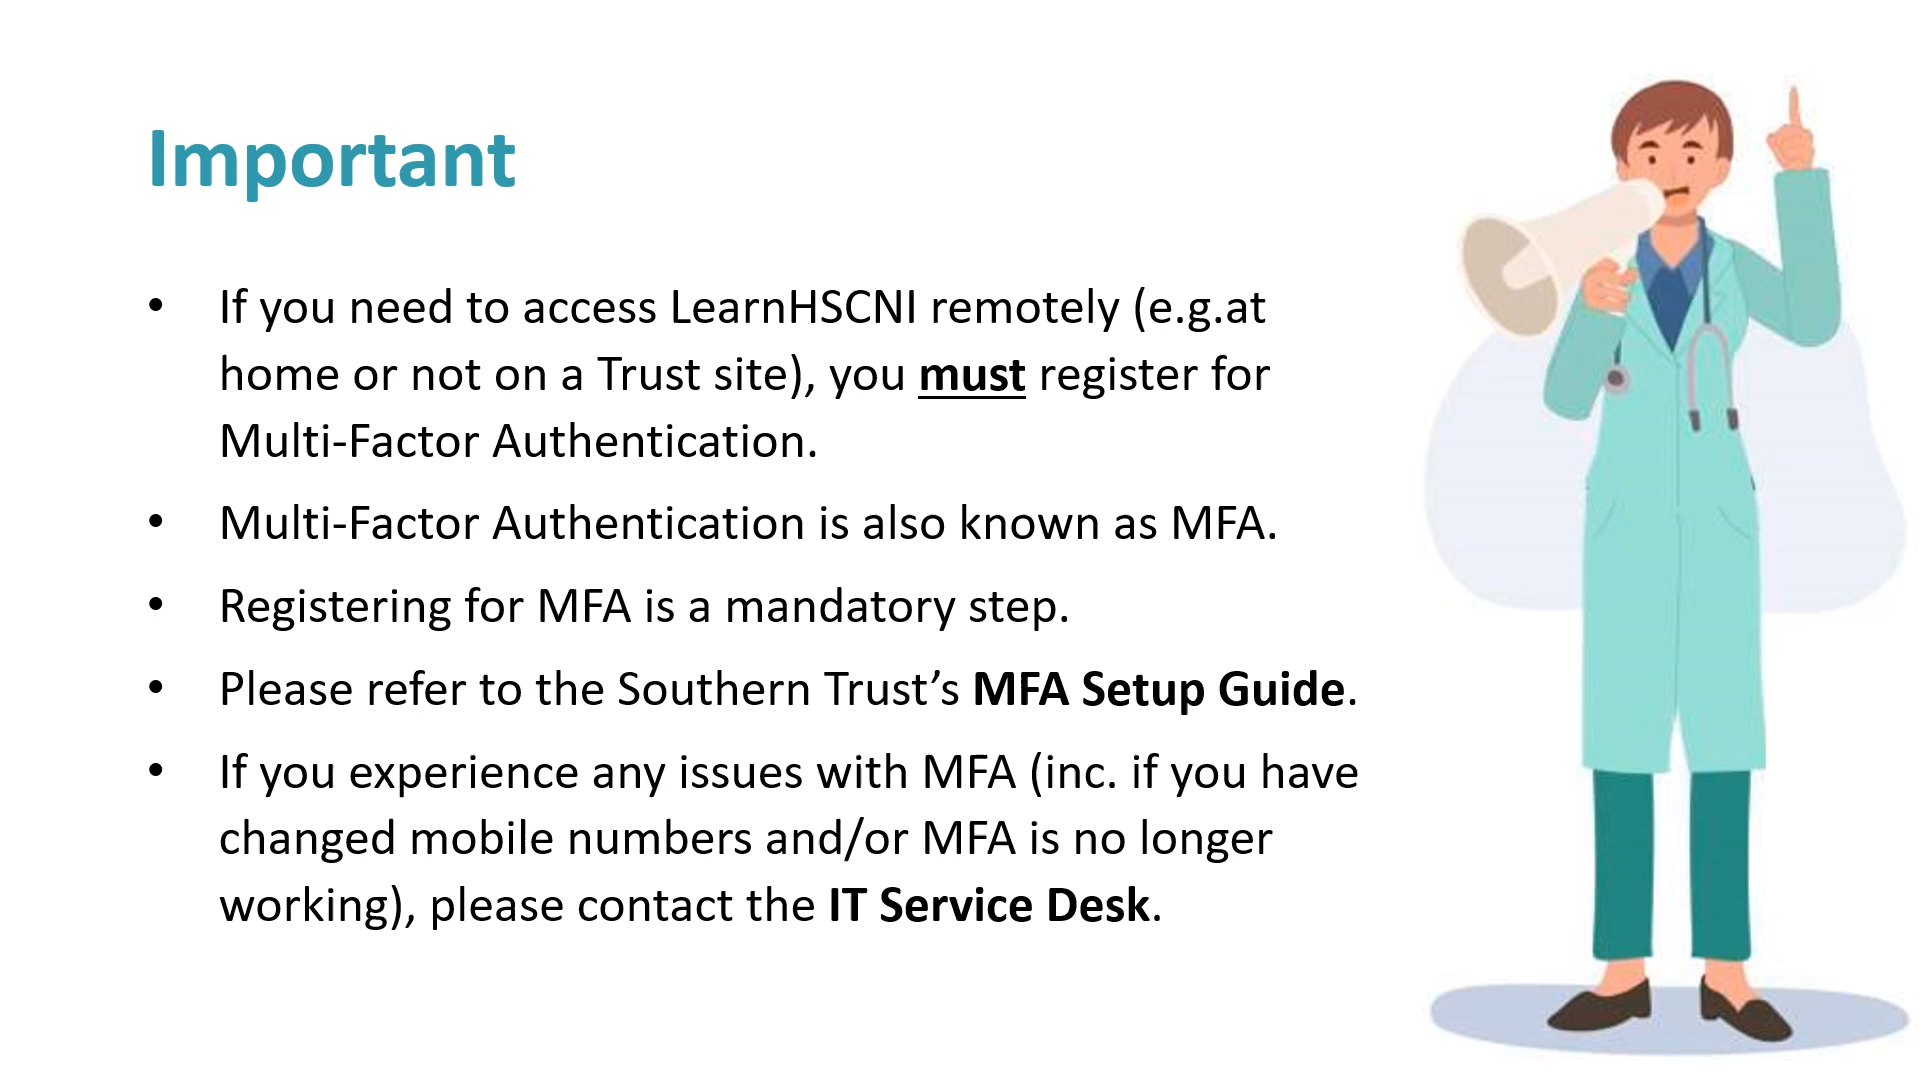 Important
• If you need to access LearnHSCNI remotely (e.g.at
home or not on a Trust site), you must register for
Multi-Factor Authentication.
• Multi-Factor Authentication is also known as MFA.
• Registering for MFA is a mandatory step.
• Please refer to the Southern Trust’s MFA Setup Guide.
• If you experience any issues with MFA (inc. if you have
changed mobile numbers and/or MFA is no longer
working), please contact the IT Service Desk.